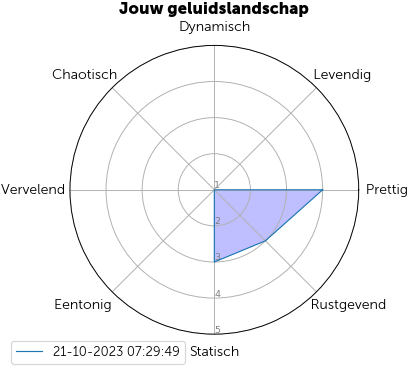 Jouw geluidslandschap
Dynamisch
Chaotisch
Levendig
Vervelend
1
Prettig
2
3
4
Eentonig
Rustgevend
5
21-10-2023 07:29:49
Statisch